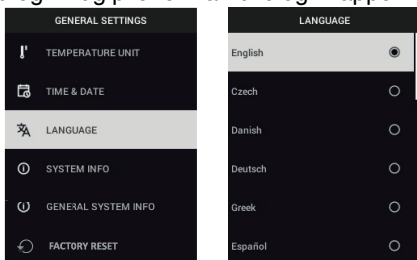 GENERAL SETTINGS
TEMPERATURE UNIT
TIME & DATE
LANGUAGE
SYSTEM INFO
GENERAL SYSTEM INFO
FACTORY RESET
LANGUAGE
English
Czech
Danish
Deutsch
Greek
Español